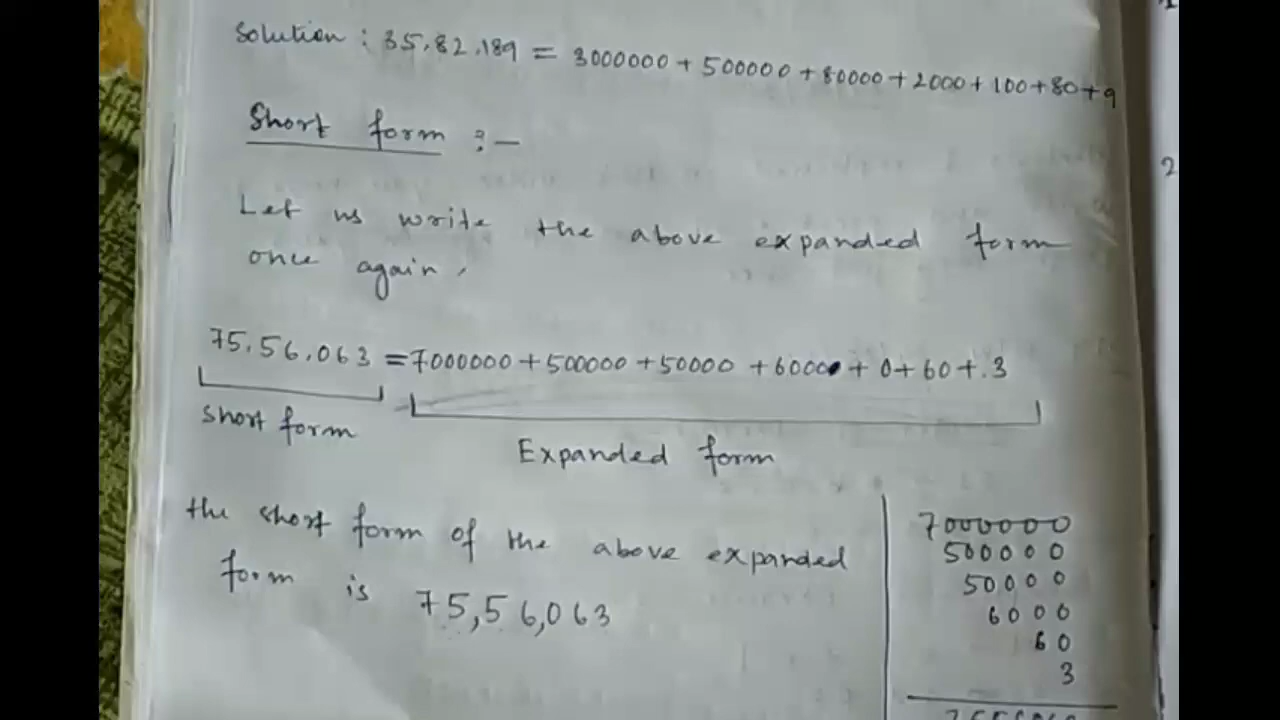 Solution : 35,82,189 = 3000000 + 500000 + 80000 + 2000 + 100 + 80 + 9
Short form :-
Let us write the above expanded form
once again,
75,56,063 = 7000000 + 500000 + 50000 + 6000 + 0 + 60 + 3
short form
Expanded form
the short form of the above expanded
form is 75,56,063
7000000
500000
50000
6000
60
3
2